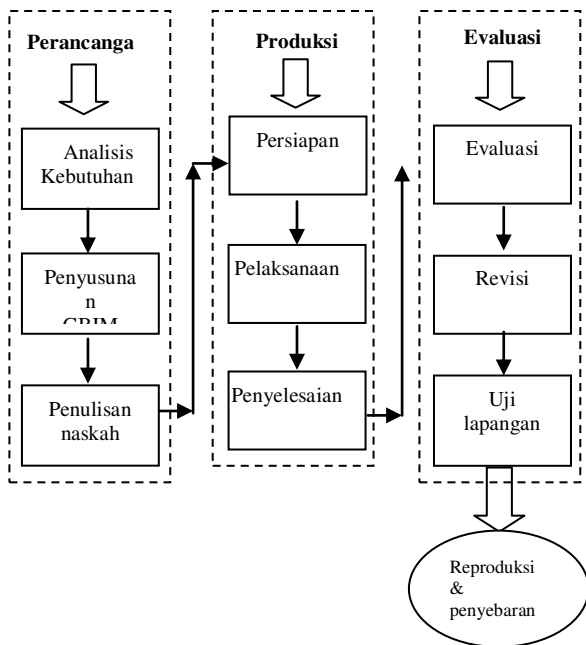 Perancanga
Analisis
Kebutuhan
Penyusuna
n
Penulisan
naskah
Produksi
Persiapan
Pelaksanaan
Penyelesaian
Evaluasi
Evaluasi
Revisi
Uji
lapangan
Reproduksi
&
penyebaran